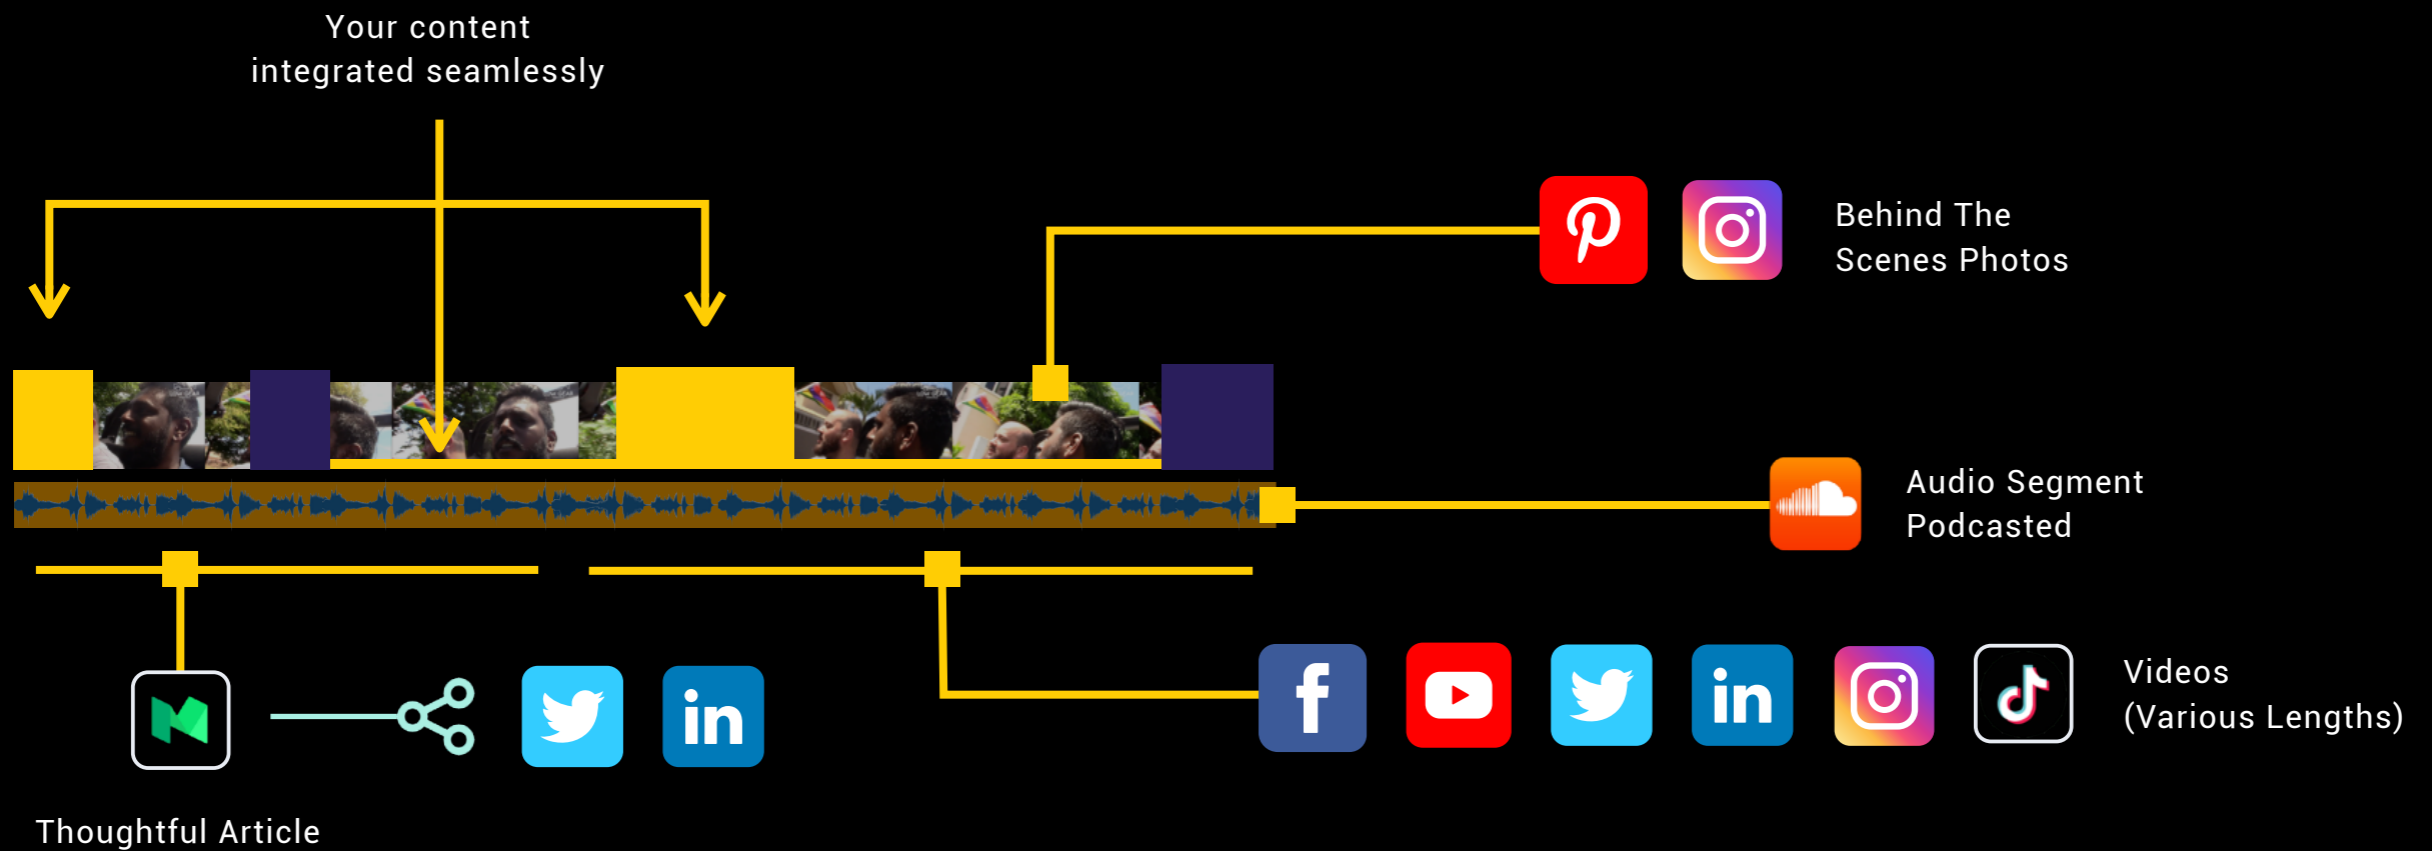 Your content
integrated seamlessly
Behind The
Scenes Photos
Audio Segment
Podcasted
Videos
(Various Lengths)
Thoughtful Article